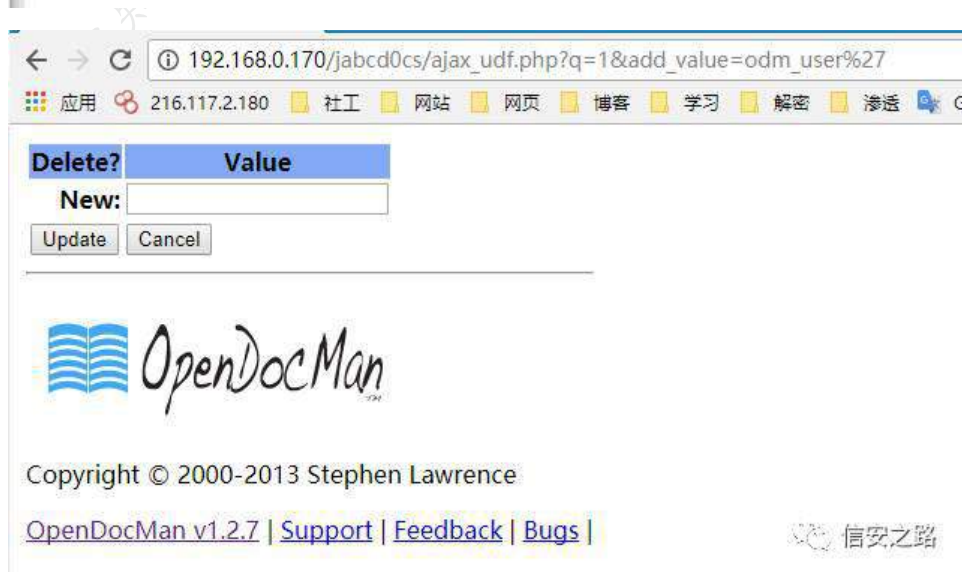 192.168.0.170/jabcd0cs/ajax_udf.php?q=1&add_value=odm_user%27
应用 216.117.2.180 社工 网站 网页 博客 学习 解密 渗透 G
Delete? Value
New:
Update Cancel
OpenDocMan
Copyright © 2000-2013 Stephen Lawrence
OpenDocMan v1.2.7 | Support | Feedback | Bugs |
信安之路